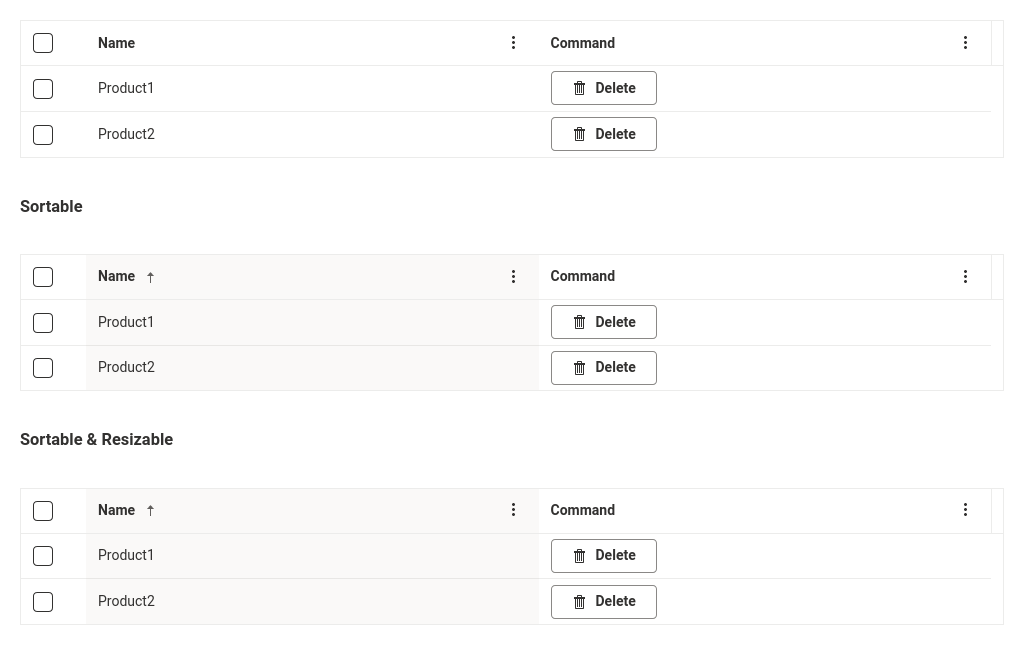 Name Command
Product1 Delete
Product2 Delete
Sortable
Name ↑ Command
Product1 Delete
Product2 Delete
Sortable & Resizable
Name ↑ Command
Product1 Delete
Product2 Delete